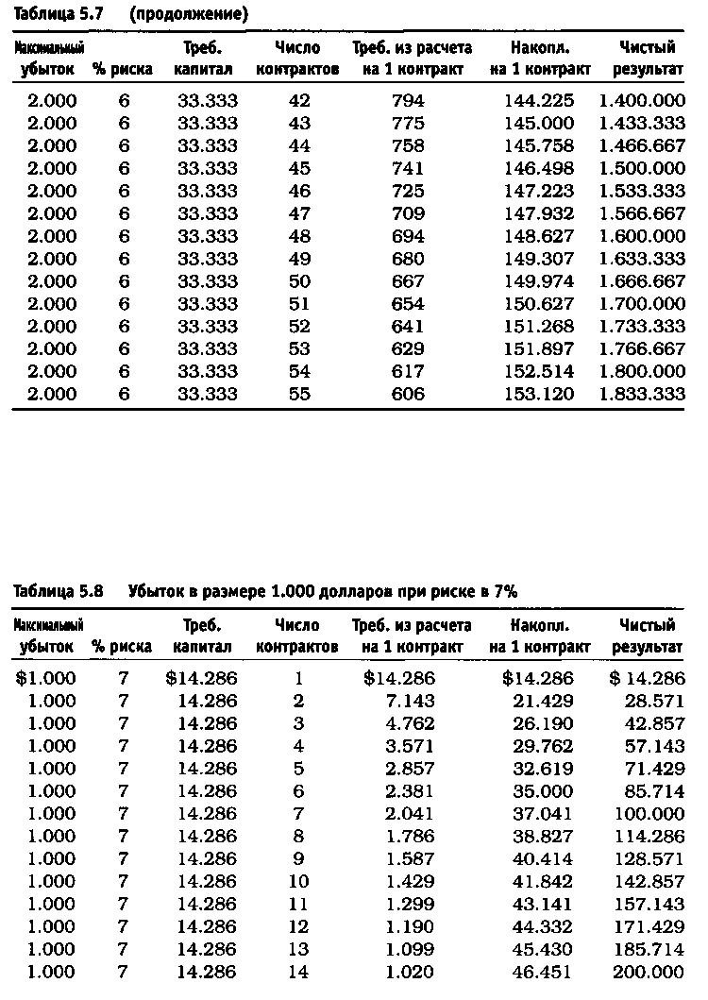 Таблица 5.7 (продолжение)
Максимальный Треб. Число Треб. из расчета Накопл. Чистый
убыток % риска капитал контрактов на 1 контракт на 1 контракт результат
2.000 6 33.333 42 794 144.225 1.400.000
2.000 6 33.333 43 775 145.000 1.433.333
2.000 6 33.333 44 758 145.758 1.466.667
2.000 6 33.333 45 741 146.498 1.500.000
2.000 6 33.333 46 725 147.223 1.533.333
2.000 6 33.333 47 709 147.932 1.566.667
2.000 6 33.333 48 694 148.627 1.600.000
2.000 6 33.333 49 680 149.307 1.633.333
2.000 6 33.333 50 667 149.974 1.666.667
2.000 6 33.333 51 654 150.627 1.700.000
2.000 6 33.333 52 641 151.268 1.733.333
2.000 6 33.333 53 629 151.897 1.766.667
2.000 6 33.333 54 617 152.514 1.800.000
2.000 6 33.333 55 606 153.120 1.833.333
Таблица 5.8 Убыток в размере 1.000 долларов при риске в 7%
Максимальный Треб. Число Треб. из расчета Накопл. Чистый
убыток % риска капитал контрактов на 1 контракт на 1 контракт результат
$1.000 7 $14.286 1 $14.286 $14.286 $ 14.286
1.000 7 14.286 2 7.143 21.429 28.571
1.000 7 14.286 3 4.762 26.190 42.857
1.000 7 14.286 4 3.571 29.762 57.143
1.000 7 14.286 5 2.857 32.619 71.429
1.000 7 14.286 6 2.381 35.000 85.714
1.000 7 14.286 7 2.041 37.041 100.000
1.000 7 14.286 8 1.786 38.827 114.286
1.000 7 14.286 9 1.587 40.414 128.571
1.000 7 14.286 10 1.429 41.842 142.857
1.000 7 14.286 11 1.299 43.141 157.143
1.000 7 14.286 12 1.190 44.332 171.429
1.000 7 14.286 13 1.099 45.430 185.714
1.000 7 14.286 14 1.020 46.451 200.000